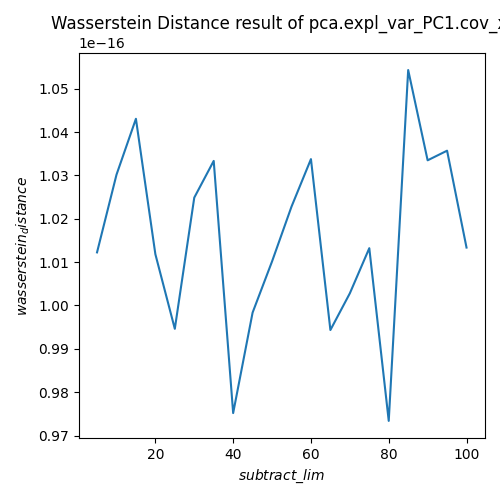 Wasserstein Distance result of pca.expl_var_PC1.cov_x
1e−16
1.05
1.04
1.03
1.02
1.01
1.00
0.99
0.98
0.97
wasserstein_distance
20 40 60 80 100
subtract_lim